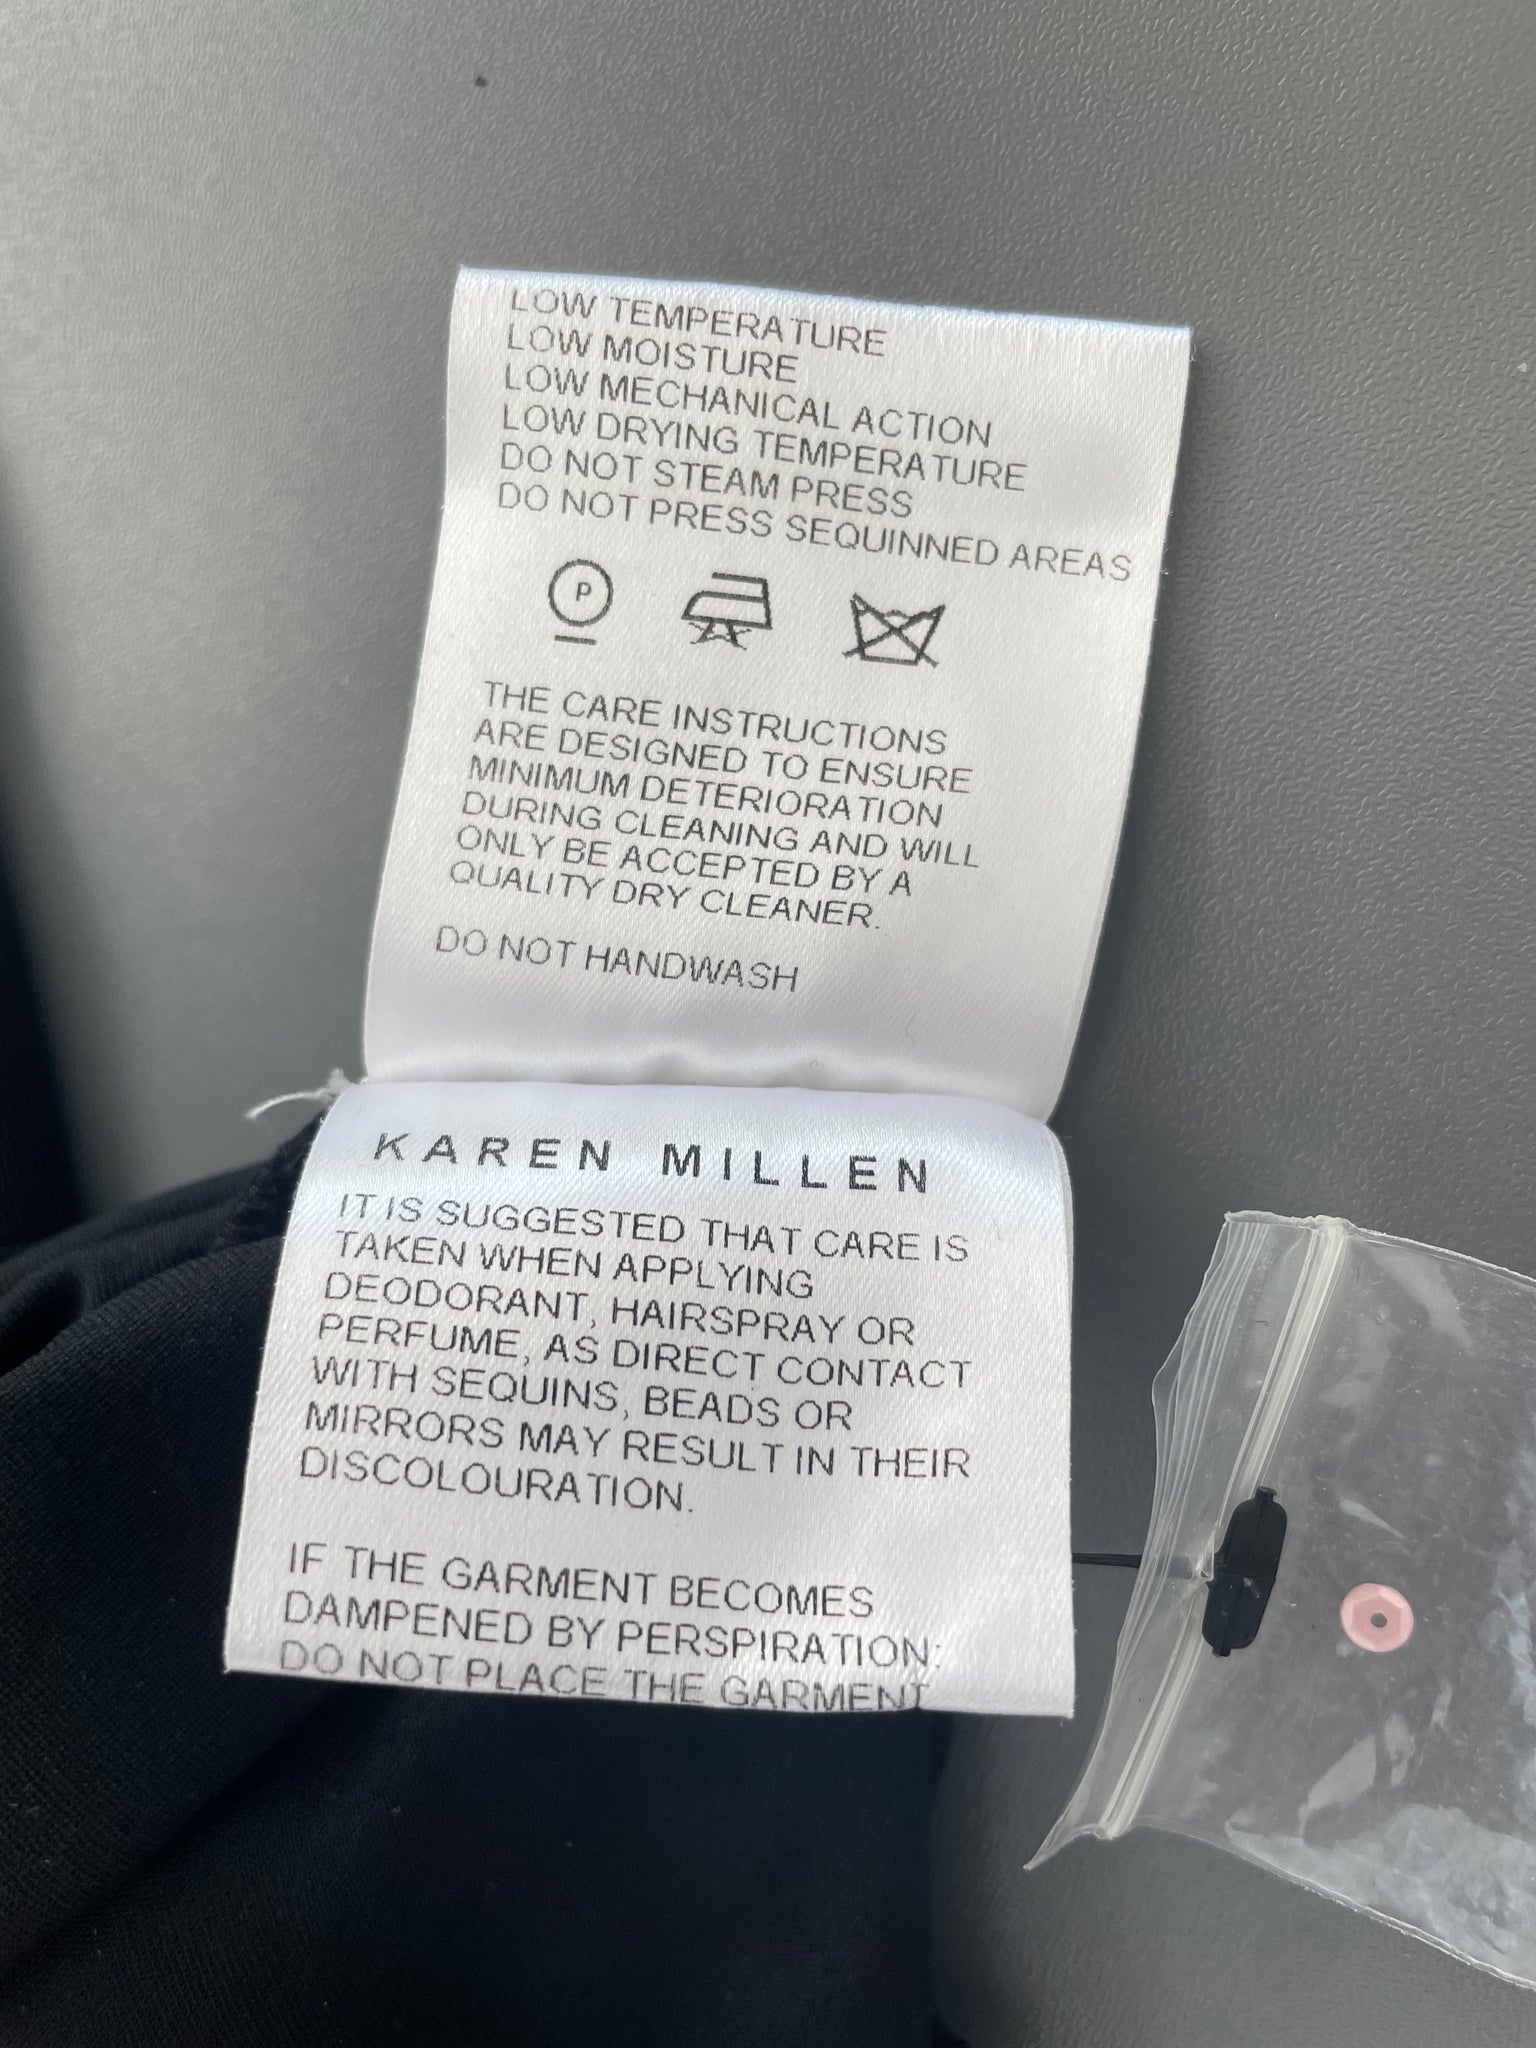 LOW TEMPERATURE
LOW MOISTURE
LOW MECHANICAL ACTION
LOW DRYING TEMPERATURE
DO NOT STEAM PRESS
DO NOT PRESS SEQUINNED AREAS
P
THE CARE INSTRUCTIONS
ARE DESIGNED TO ENSURE
MINIMUM DETERIORATION
DURING CLEANING AND WILL
ONLY BE ACCEPTED BY A
QUALITY DRY CLEANER.
DO NOT HANDWASH
KAREN MILLEN
IT IS SUGGESTED THAT CARE IS
TAKEN WHEN APPLYING
DEODORANT, HAIRSPRAY OR
PERFUME, AS DIRECT CONTACT
WITH SEQUINS, BEADS OR
MIRRORS MAY RESULT IN THEIR
DISCOLOURATION.
IF THE GARMENT BECOMES
DAMPENED BY PERSPIRATION:
DO NOT PLACE THE GARMENT